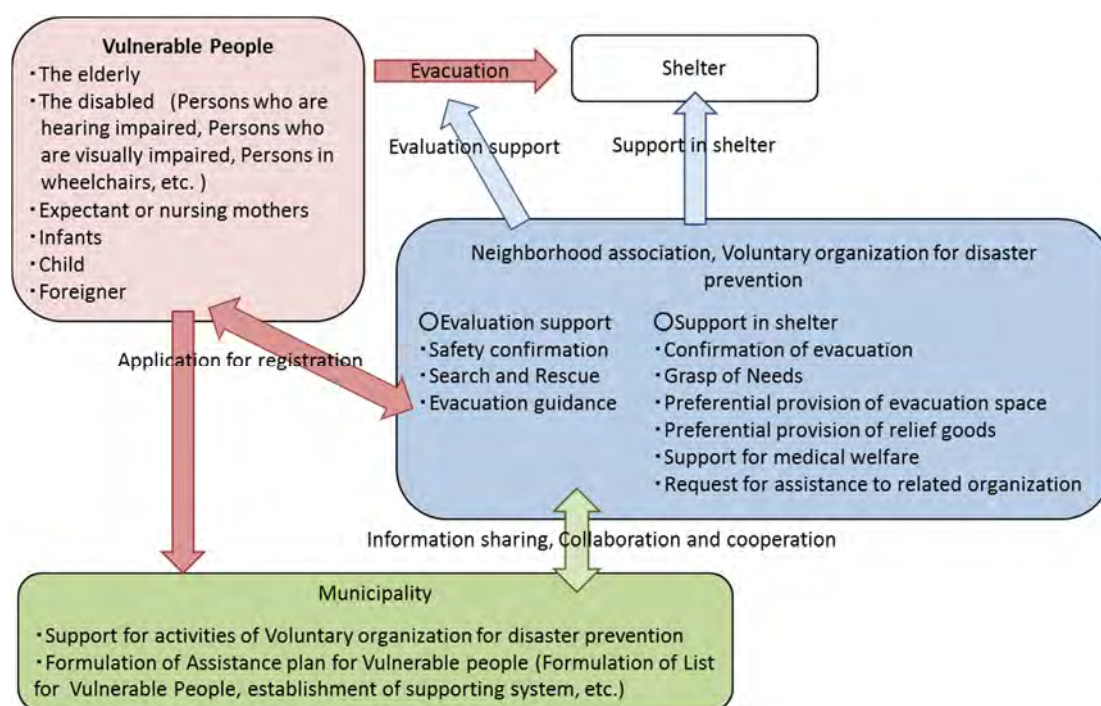 Vulnerable People
・The elderly
・The disabled (Persons who are
hearing impaired, Persons who
are visually impaired, Persons in
wheelchairs, etc. )
・Expectant or nursing mothers
・Infants
・Child
・Foreigner
Evacuation
Shelter
Evaluation support
Support in shelter
Neighborhood association, Voluntary organization for disaster
prevention
○Evaluation support
・Safety confirmation
・Search and Rescue
・Evacuation guidance
○Support in shelter
・Confirmation of evacuation
・Grasp of Needs
・Preferential provision of evacuation space
・Preferential provision of relief goods
・Support for medical welfare
・Request for assistance to related organization
Application for registration
Information sharing, Collaboration and cooperation
Municipality
・Support for activities of Voluntary organization for disaster prevention
・Formulation of Assistance plan for Vulnerable people (Formulation of List
for Vulnerable People, establishment of supporting system, etc.)